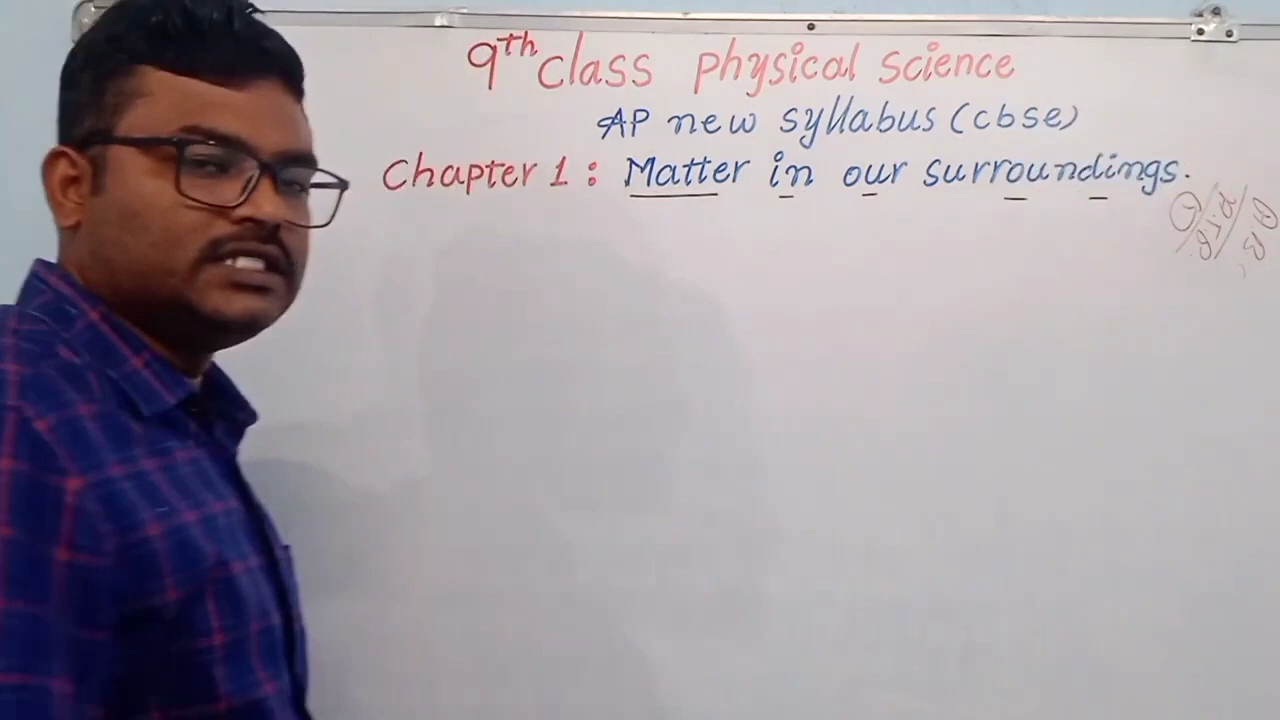 9th class physical science
AP new syllabus (cbse)
Chapter 1: Matter in our surroundings.